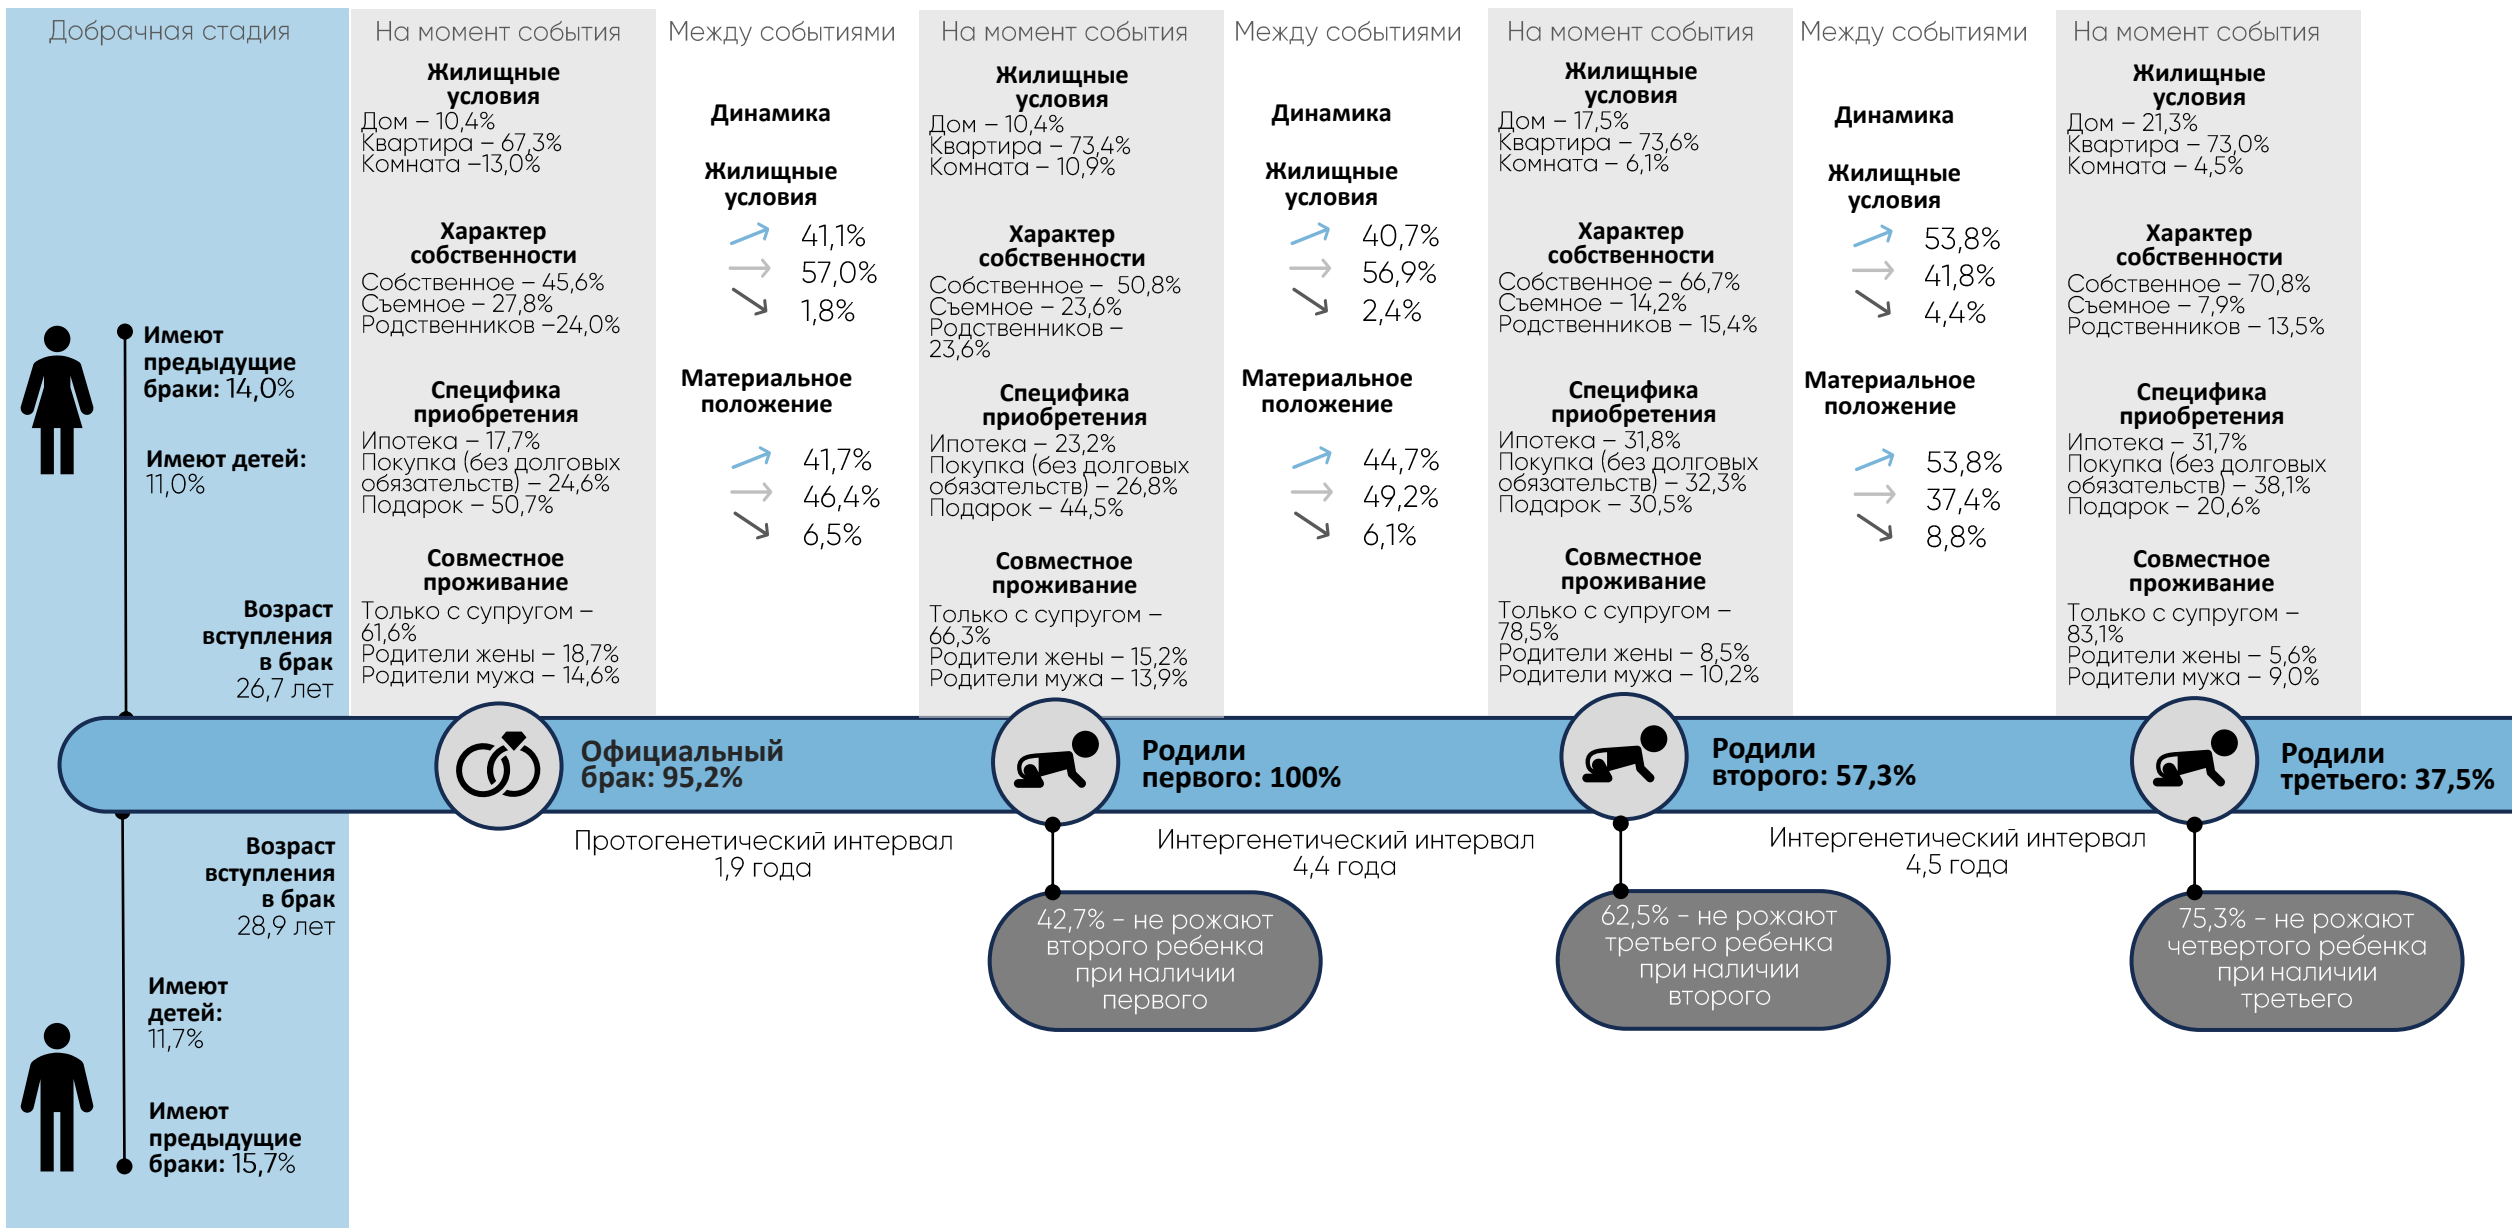 Добрачная стадия
Имеют
предыдущие
браки: 14,0%
Имеют детей:
11,0%
Возраст
вступления
в брак
26,7 лет
Возраст
вступления
в брак
28,9 лет
Имеют
детей:
11,7%
Имеют
предыдущие
браки: 15,7%
На момент события
Жилищные
условия
Дом – 10,4%
Квартира – 67,3%
Комната –13,0%
Характер
собственности
Собственное – 45,6%
Съемное – 27,8%
Родственников –24,0%
Специфика
приобретения
Ипотека – 17,7%
Покупка (без долговых
обязательств) – 24,6%
Подарок – 50,7%
Совместное
проживание
Только с супругом –
61,6%
Родители жены – 18,7%
Родители мужа – 14,6%
Официальный
брак: 95,2%
Между событиями
Динамика
Жилищные
условия
41,1%
57,0%
1,8%
Материальное
положение
41,7%
46,4%
6,5%
Протогенетический интервал
1,9 года
На момент события
Жилищные
условия
Дом – 10,4%
Квартира – 73,4%
Комната – 10,9%
Характер
собственности
Собственное – 50,8%
Съемное – 23,6%
Родственников –
23,6%
Специфика
приобретения
Ипотека – 23,2%
Покупка (без долговых
обязательств) – 26,8%
Подарок – 44,5%
Совместное
проживание
Только с супругом –
66,3%
Родители жены – 15,2%
Родители мужа – 13,9%
Родили
первого: 100%
42,7% - не рожают
второго ребенка
при наличии
первого
Между событиями
Динамика
Жилищные
условия
40,7%
56,9%
2,4%
Материальное
положение
44,7%
49,2%
6,1%
Интергенетический интервал
4,4 года
На момент события
Жилищные
условия
Дом – 17,5%
Квартира – 73,6%
Комната – 6,1%
Характер
собственности
Собственное – 66,7%
Съемное – 14,2%
Родственников – 15,4%
Специфика
приобретения
Ипотека – 31,8%
Покупка (без долговых
обязательств) – 32,3%
Подарок – 30,5%
Совместное
проживание
Только с супругом –
78,5%
Родители жены – 8,5%
Родители мужа – 10,2%
Родили
второго: 57,3%
62,5% - не рожают
третьего ребенка
при наличии
второго
Между событиями
Динамика
Жилищные
условия
53,8%
41,8%
4,4%
Материальное
положение
53,8%
37,4%
8,8%
Интергенетический интервал
4,5 года
На момент события
Жилищные
условия
Дом – 21,3%
Квартира – 73,0%
Комната – 4,5%
Характер
собственности
Собственное – 70,8%
Съемное – 7,9%
Родственников – 13,5%
Специфика
приобретения
Ипотека – 31,7%
Покупка (без долговых
обязательств) – 38,1%
Подарок – 20,6%
Совместное
проживание
Только с супругом –
83,1%
Родители жены – 5,6%
Родители мужа – 9,0%
Родили
третьего: 37,5%
75,3% - не рожают
четвертого ребенка
при наличии
третьего